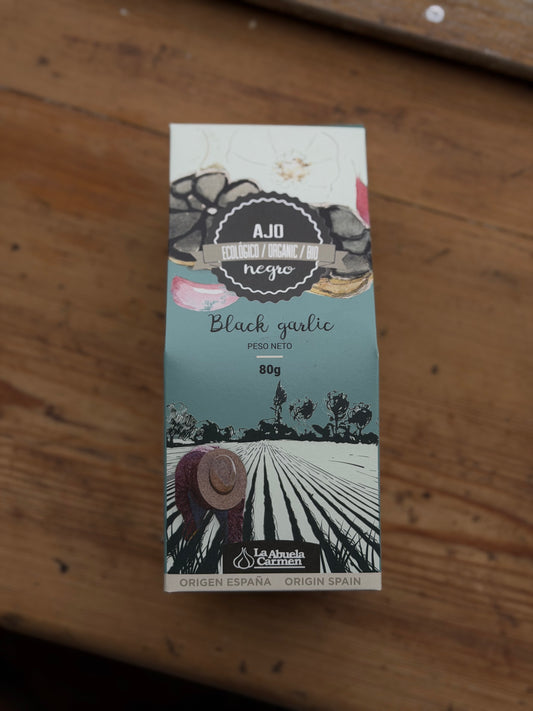 AJO
ECOLÓGICO / ORGANIC / BIO
negro
Black garlic
PESO NETO
80g
La Abuela
Carmen
ORIGEN ESPAÑA ORIGIN SPAIN